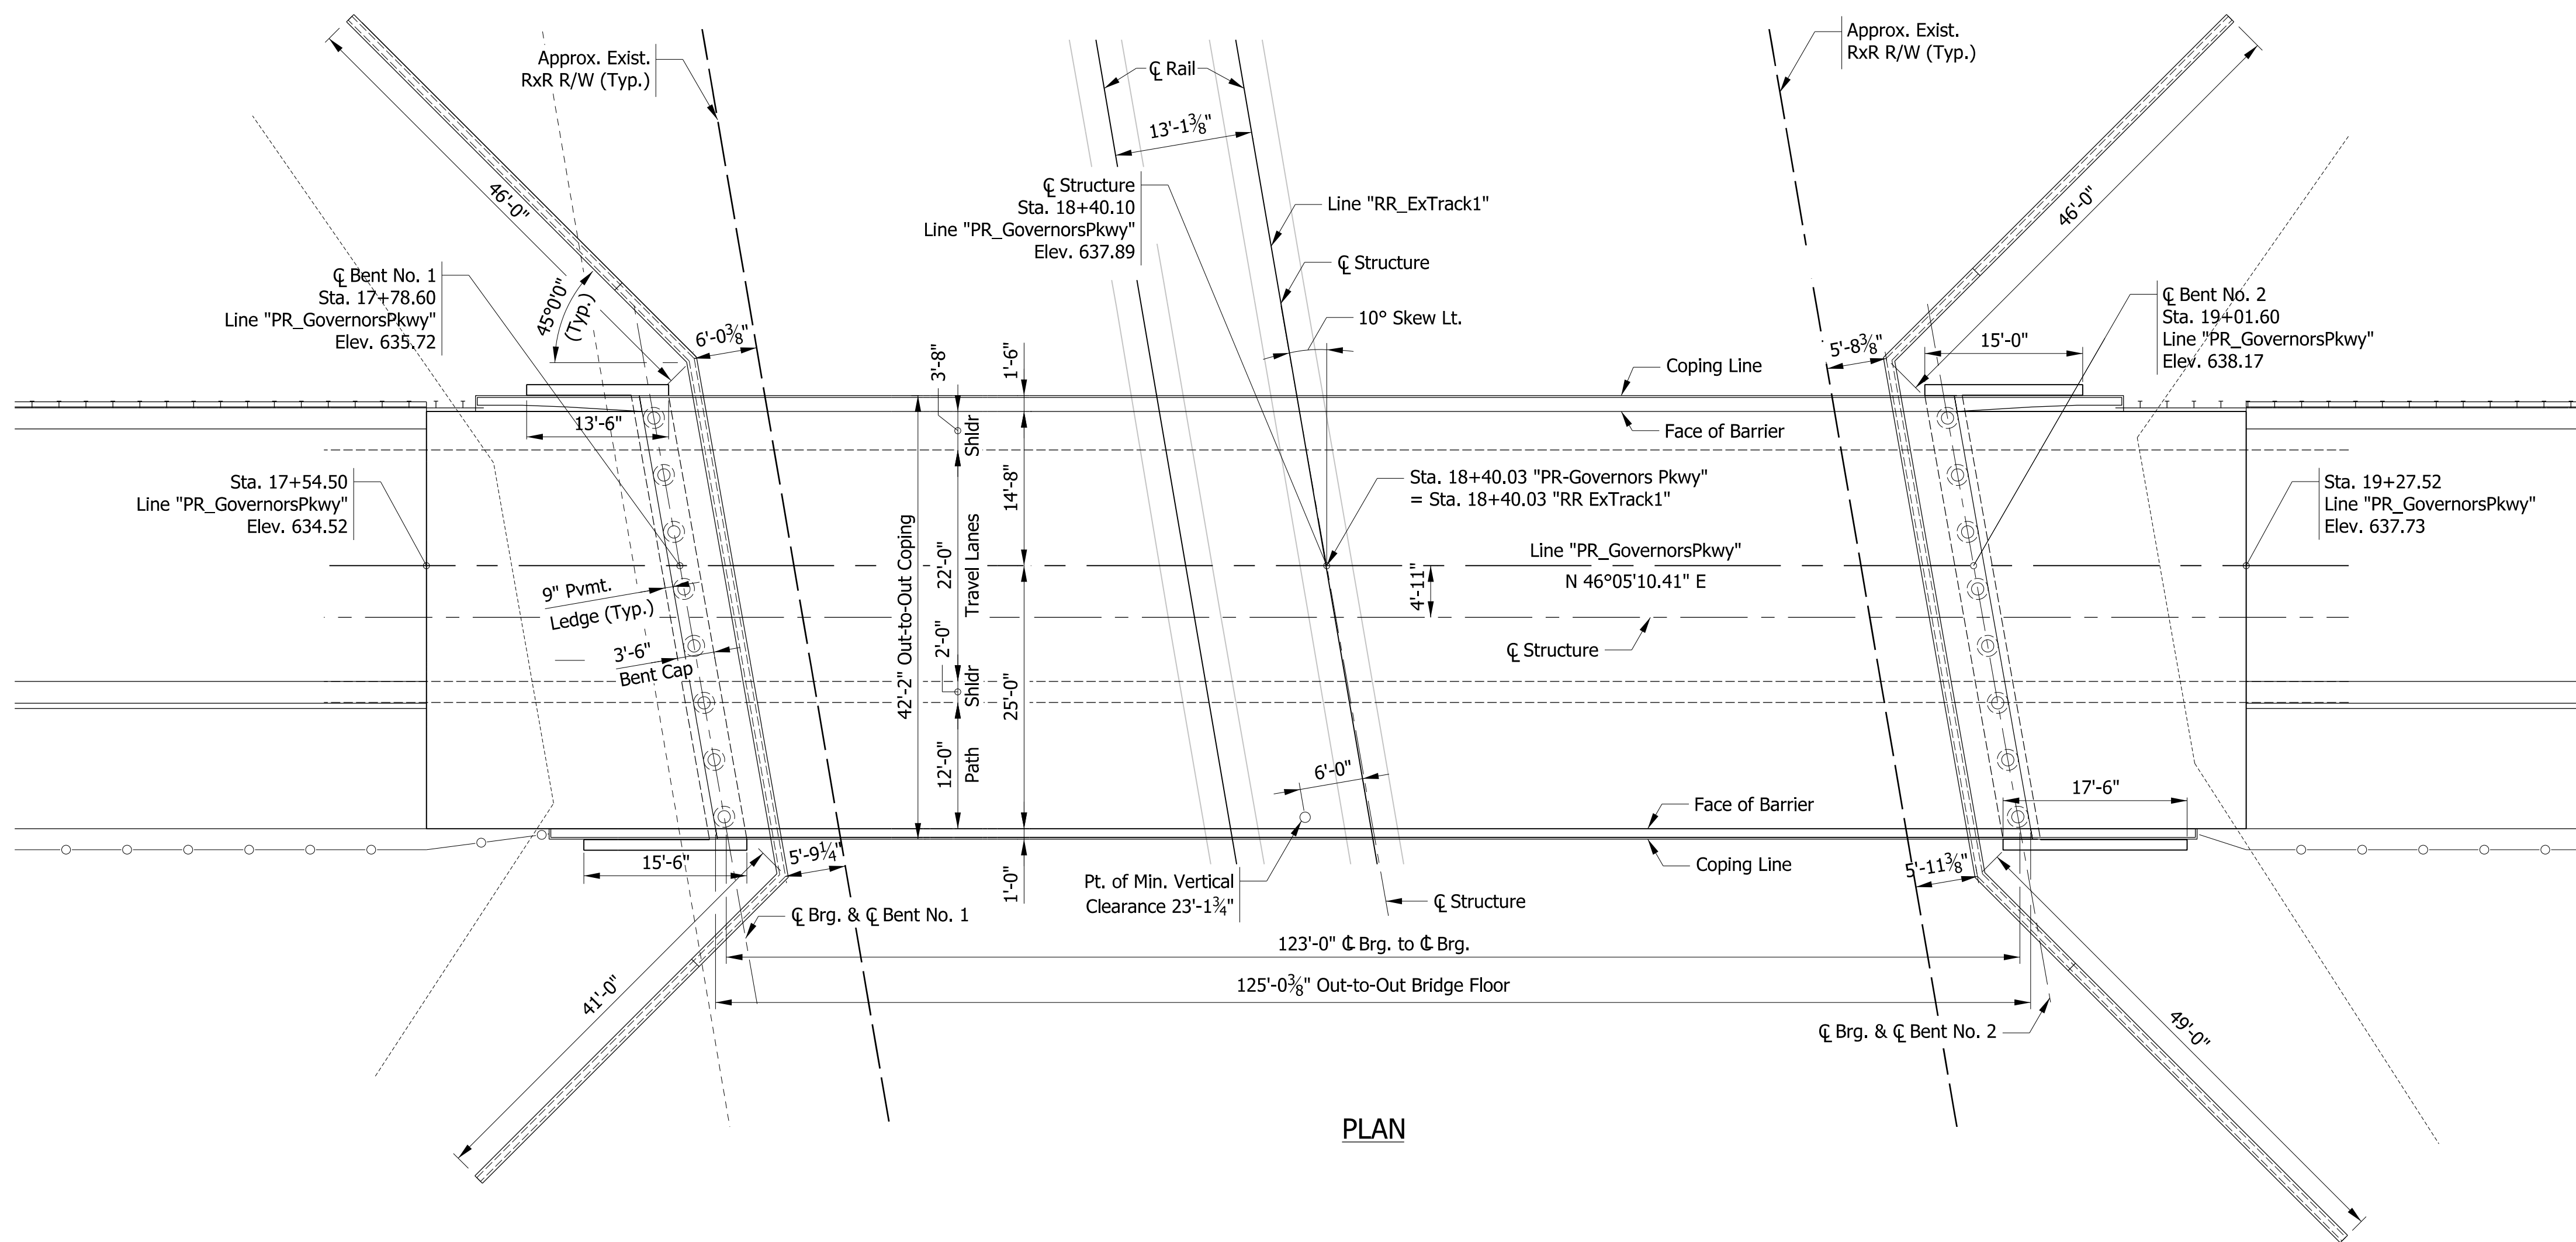 Approx. Exist.
RxR R/W (Typ.)
℄ Rail
Approx. Exist.
RxR R/W (Typ.)
13'-1⅜"
46'-0"
℄ Structure
Sta. 18+40.10
Line "PR_GovernorsPkwy"
Elev. 637.89
Line "RR_ExTrack1"
46'-0"
℄ Structure
℄ Bent No. 1
Sta. 17+78.60
Line "PR_GovernorsPkwy"
Elev. 635.72
45°0'0"
(Typ.)
6'-0⅜"
10° Skew Lt.
℄ Bent No. 2
Sta. 19+01.60
Line "PR_GovernorsPkwy"
Elev. 638.17
3'-8"
1'-6"
5'-8⅜"
15'-0"
Coping Line
13'-6"
Shldr
Face of Barrier
Sta. 17+54.50
Line "PR_GovernorsPkwy"
Elev. 634.52
14'-8"
Sta. 18+40.03 "PR-Governors Pkwy"
= Sta. 18+40.03 "RR ExTrack1"
Sta. 19+27.52
Line "PR_GovernorsPkwy"
Elev. 637.73
42'-2" Out-to-Out Coping
22'-0"
Travel Lanes
Line "PR_GovernorsPkwy"
N 46°05'10.41" E
4'-11"
9" Pvmt.
Ledge (Typ.)
3'-6"
Bent Cap
2'-0"
Shldr
25'-0"
℄ Structure
12'-0"
Path
6'-0"
17'-6"
Face of Barrier
15'-6"
5'-9¼"
1'-0"
Pt. of Min. Vertical
Clearance 23'-1¾"
Coping Line
5'-11⅜"
℄ Structure
℄ Brg. & ℄ Bent No. 1
123'-0" ℄ Brg. to ℄ Brg.
41'-0"
125'-0⅜" Out-to-Out Bridge Floor
℄ Brg. & ℄ Bent No. 2
49'-0"
PLAN